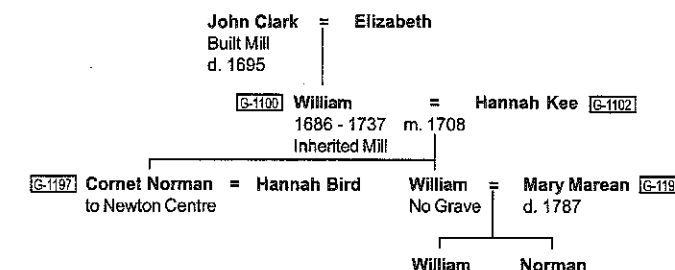 John Clark = Elizabeth
Built Mill
d. 1695
G-1100 William = Hannah Kee G-1102
1686 - 1737 m. 1708
Inherited Mill
G-1197 Cornet Norman = Hannah Bird William = Mary Marean G-119
to Newton Centre No Grave d. 1787
William Norman